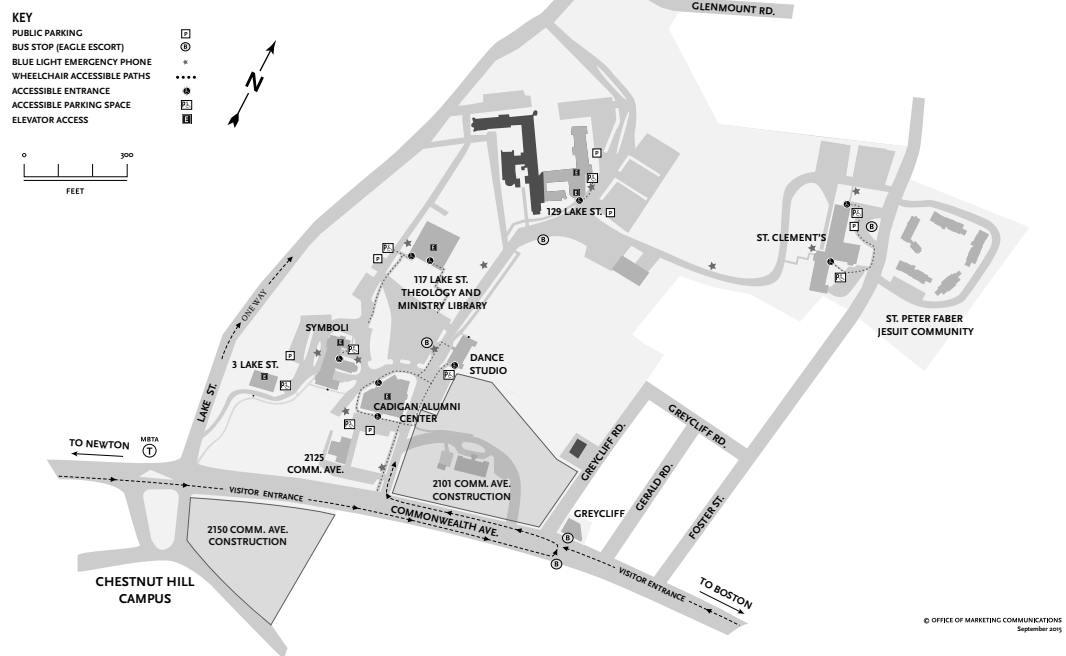 GLENMOUNT RD.
KEY
PUBLIC PARKING P
BUS STOP (EAGLE ESCORT) B
BLUE LIGHT EMERGENCY PHONE
WHEELCHAIR ACCESSIBLE PATHS
ACCESSIBLE ENTRANCE
ACCESSIBLE PARKING SPACE P
ELEVATOR ACCESS E
N
0 300
FEET
P
E
P
E
129 LAKE ST. P
B
P
P
E
117 LAKE ST.
THEOLOGY AND
MINISTRY LIBRARY
ST. CLEMENT'S
P
P
B
P
ST. PETER FABER
JESUIT COMMUNITY
ONE WAY
SYMBOLI
E
P
B
3 LAKE ST.
P
E
P
DANCE
STUDIO
P
LAKE ST.
E
CADIGAN ALUMNI
CENTER
P
P
GREYCLIFF RD.
GREYCLIFF RD.
GERALD RD.
FOSTER ST.
TO NEWTON
MBTA
T
2125
COMM. AVE.
2101 COMM. AVE.
CONSTRUCTION
VISITOR ENTRANCE
COMMONWEALTH AVE.
GREYCLIFF
B
B
2150 COMM. AVE.
CONSTRUCTION
VISITOR ENTRANCE
TO BOSTON
CHESTNUT HILL
CAMPUS
© OFFICE OF MARKETING COMMUNICATIONS
September 2015